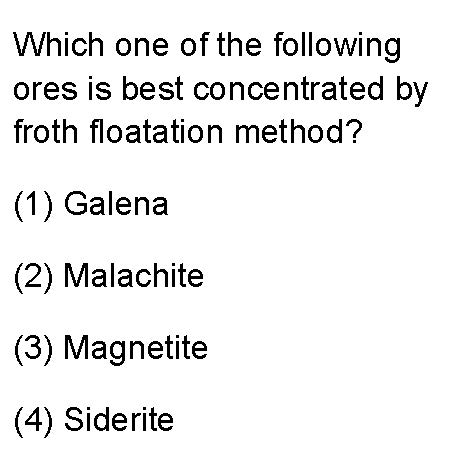 Which one of the following
ores is best concentrated by
froth floatation method?
(1) Galena
(2) Malachite
(3) Magnetite
(4) Siderite